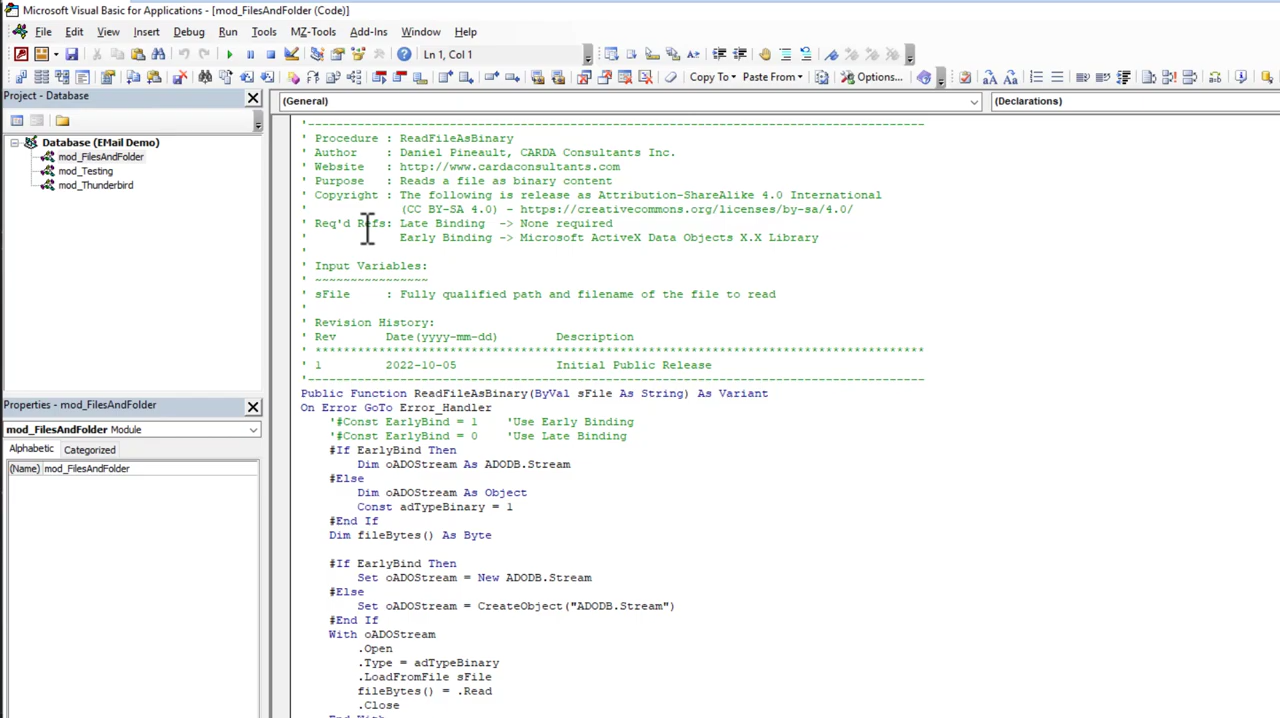 Microsoft Visual Basic for Applications - [mod_FilesAndFolder (Code)]
File Edit View Insert Debug Run Tools MZ-Tools Add-Ins Window Help
Ln 1, Col 1
Copy To Paste From Options...
Project - Database
(General)
(Declarations)
Database (EMail Demo)
mod_FilesAndFolder
mod_Testing
mod_Thunderbird
Properties - mod_FilesAndFolder
mod_FilesAndFolder Module
Alphabetic Categorized
(Name) mod_FilesAndFolder
'---------------------------------------------------------------------------------------
' Procedure : ReadFileAsBinary
' Author    : Daniel Pineault, CARDA Consultants Inc.
' Website   : http://www.cardaconsultants.com
' Purpose   : Reads a file as binary content
' Copyright : The following is release as Attribution-ShareAlike 4.0 International
'             (CC BY-SA 4.0) - https://creativecommons.org/licenses/by-sa/4.0/
' Req'd Refs: Late Binding  -> None required
'             Early Binding -> Microsoft ActiveX Data Objects X.X Library
'
' Input Variables:
' ~~~~~~~~~~~~~~~~
' sFile     : Fully qualified path and filename of the file to read
'
' Revision History:
' Rev       Date(yyyy-mm-dd)        Description
' **************************************************************************************
' 1         2022-10-05              Initial Public Release
'---------------------------------------------------------------------------------------
Public Function ReadFileAsBinary(ByVal sFile As String) As Variant
On Error GoTo Error_Handler
    '#Const EarlyBind = 1    'Use Early Binding
    '#Const EarlyBind = 0    'Use Late Binding
    #If EarlyBind Then
        Dim oADOStream As ADODB.Stream
    #Else
        Dim oADOStream As Object
        Const adTypeBinary = 1
    #End If
    Dim fileBytes() As Byte
    #If EarlyBind Then
        Set oADOStream = New ADODB.Stream
    #Else
        Set oADOStream = CreateObject("ADODB.Stream")
    #End If
    With oADOStream
        .Open
        .Type = adTypeBinary
        .LoadFromFile sFile
        fileBytes() = .Read
        .Close
    End With